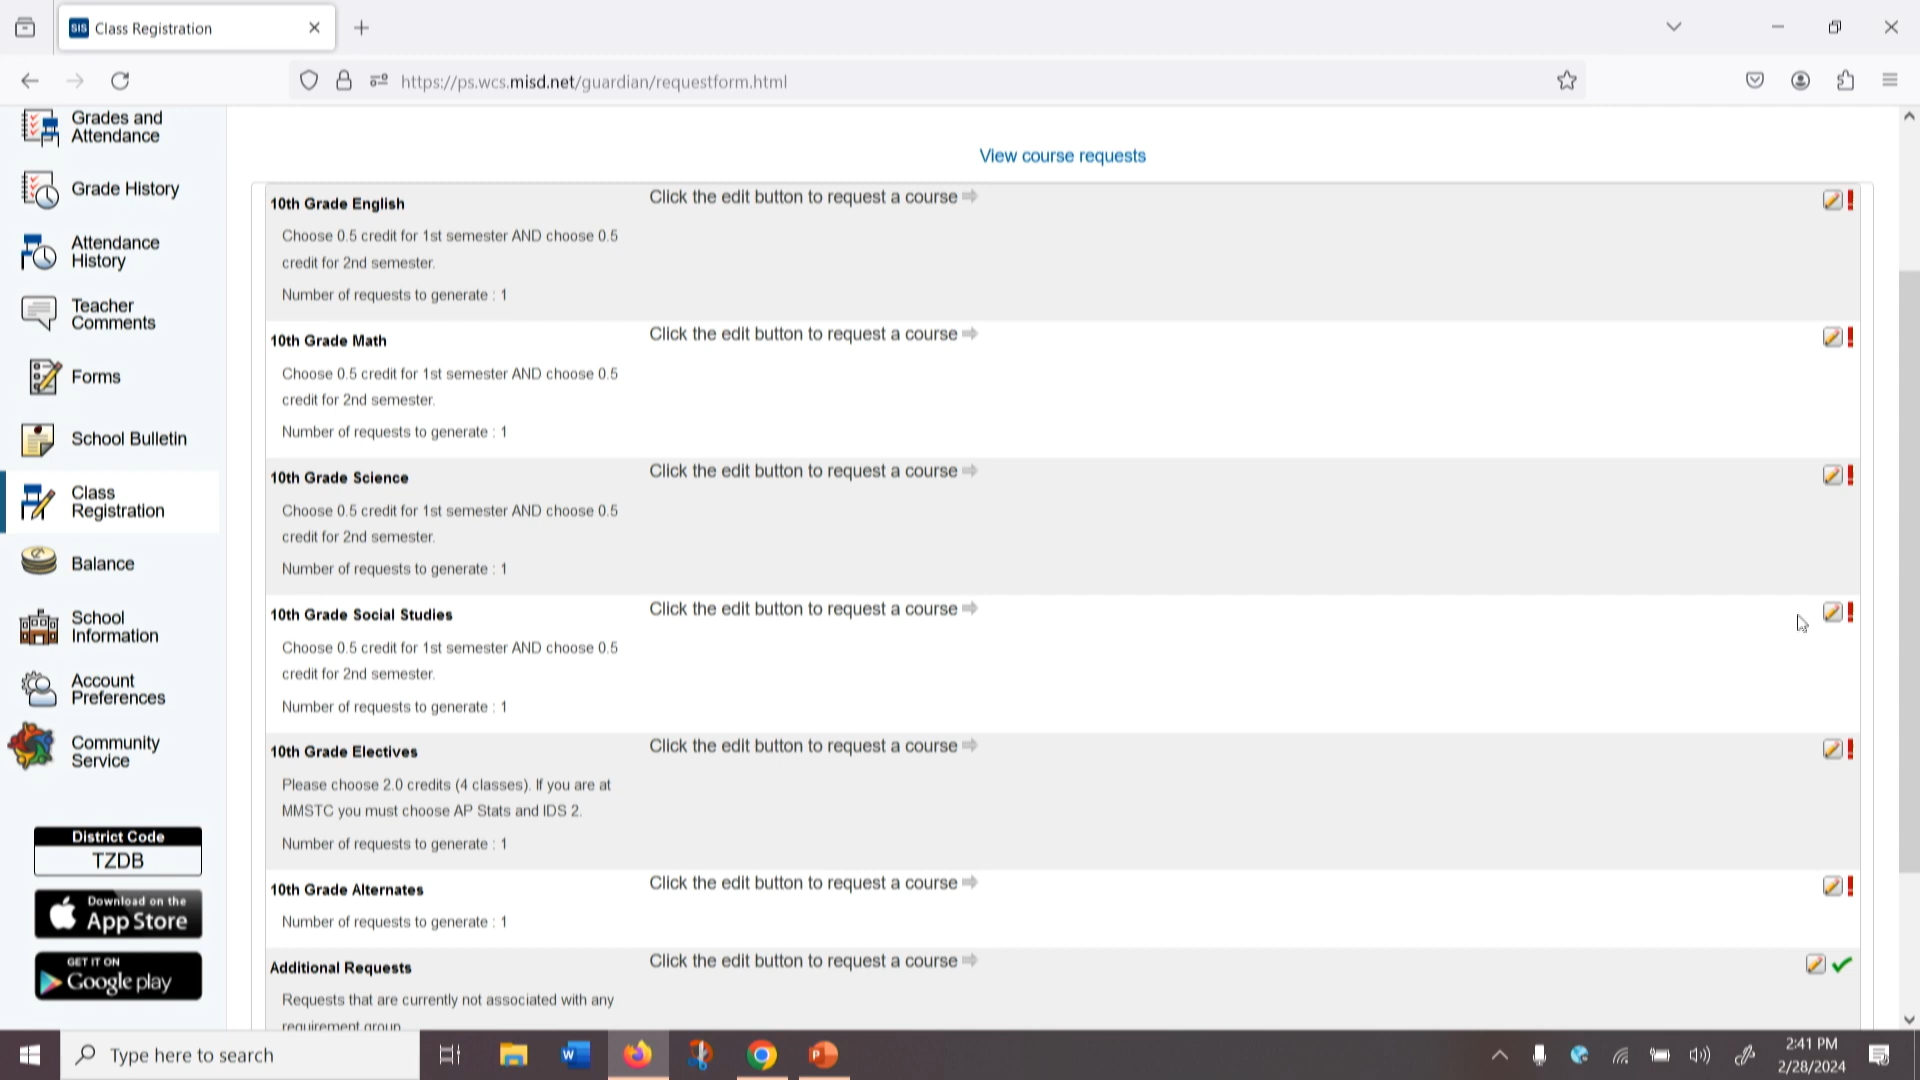 SIS Class Registration
https://ps.wcs.misd.net/guardian/requestform.html
Grades and
Attendance
Grade History
Attendance
History
Teacher
Comments
Forms
School Bulletin
Class
Registration
Balance
School
Information
Account
Preferences
Community
Service
District Code
TZDB
Download on the
App Store
GET IT ON
Google play
View course requests
10th Grade English
Click the edit button to request a course
Choose 0.5 credit for 1st semester AND choose 0.5
credit for 2nd semester.
Number of requests to generate : 1
10th Grade Math
Click the edit button to request a course
Choose 0.5 credit for 1st semester AND choose 0.5
credit for 2nd semester.
Number of requests to generate : 1
10th Grade Science
Click the edit button to request a course
Choose 0.5 credit for 1st semester AND choose 0.5
credit for 2nd semester.
Number of requests to generate : 1
10th Grade Social Studies
Click the edit button to request a course
Choose 0.5 credit for 1st semester AND choose 0.5
credit for 2nd semester.
Number of requests to generate : 1
10th Grade Electives
Click the edit button to request a course
Please choose 2.0 credits (4 classes). If you are at
MMSTC you must choose AP Stats and IDS 2.
Number of requests to generate : 1
10th Grade Alternates
Click the edit button to request a course
Number of requests to generate : 1
Additional Requests
Click the edit button to request a course
Requests that are currently not associated with any
requirement group
Type here to search
2:41 PM
2/28/2024